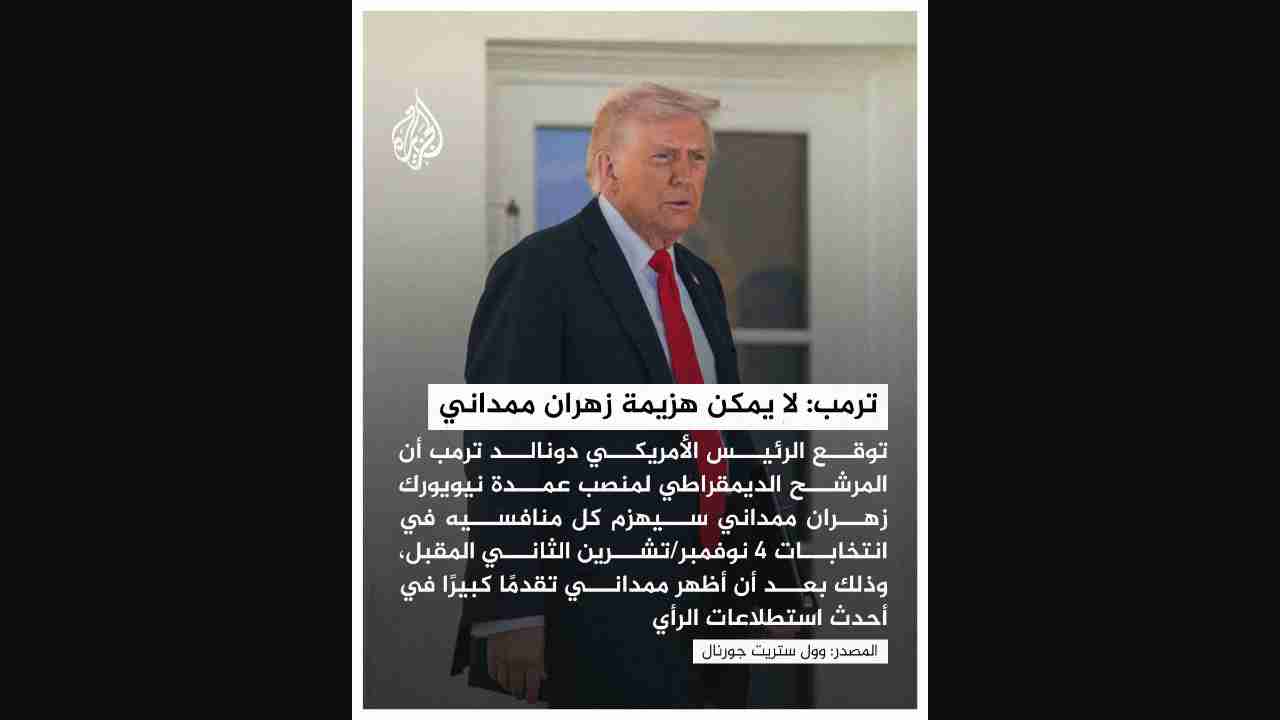 الجزيرة
ترمب: لا يمكن هزيمة زهران ممداني
توقع الرئيس الأمريكي دونالد ترمب أن
المرشح الديمقراطي لمنصب عمدة نيويورك
زهران ممداني سيهزم كل منافسيه في
انتخابات 4 نوفمبر/تشرين الثاني المقبل،
وذلك بعد أن أظهر ممداني تقدمًا كبيرًا في
أحدث استطلاعات الرأي
المصدر: وول ستريت جورنال